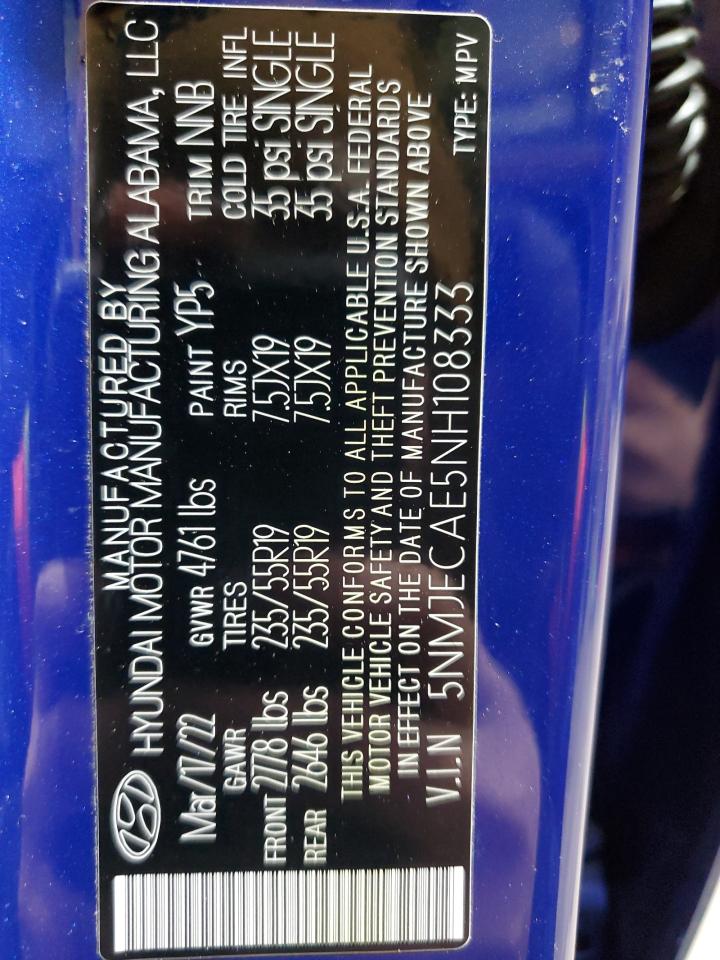 MANUFACTURED BY
HYUNDAI MOTOR MANUFACTURING ALABAMA, LLC
Mar/17/22 GVWR 4761 lbs PAINT YP5 TRIM NNB
GAWR TIRES RIMS COLD TIRE INFL
FRONT 2778 lbs 235/55R19 7.5JX19 35 psi SINGLE
REAR 2646 lbs 235/55R19 7.5JX19 35 psi SINGLE
THIS VEHICLE CONFORMS TO ALL APPLICABLE U.S.A. FEDERAL
MOTOR VEHICLE SAFETY AND THEFT PREVENTION STANDARDS
IN EFFECT ON THE DATE OF MANUFACTURE SHOWN ABOVE
V.I.N 5NMJECAE5NH108333 TYPE: MPV